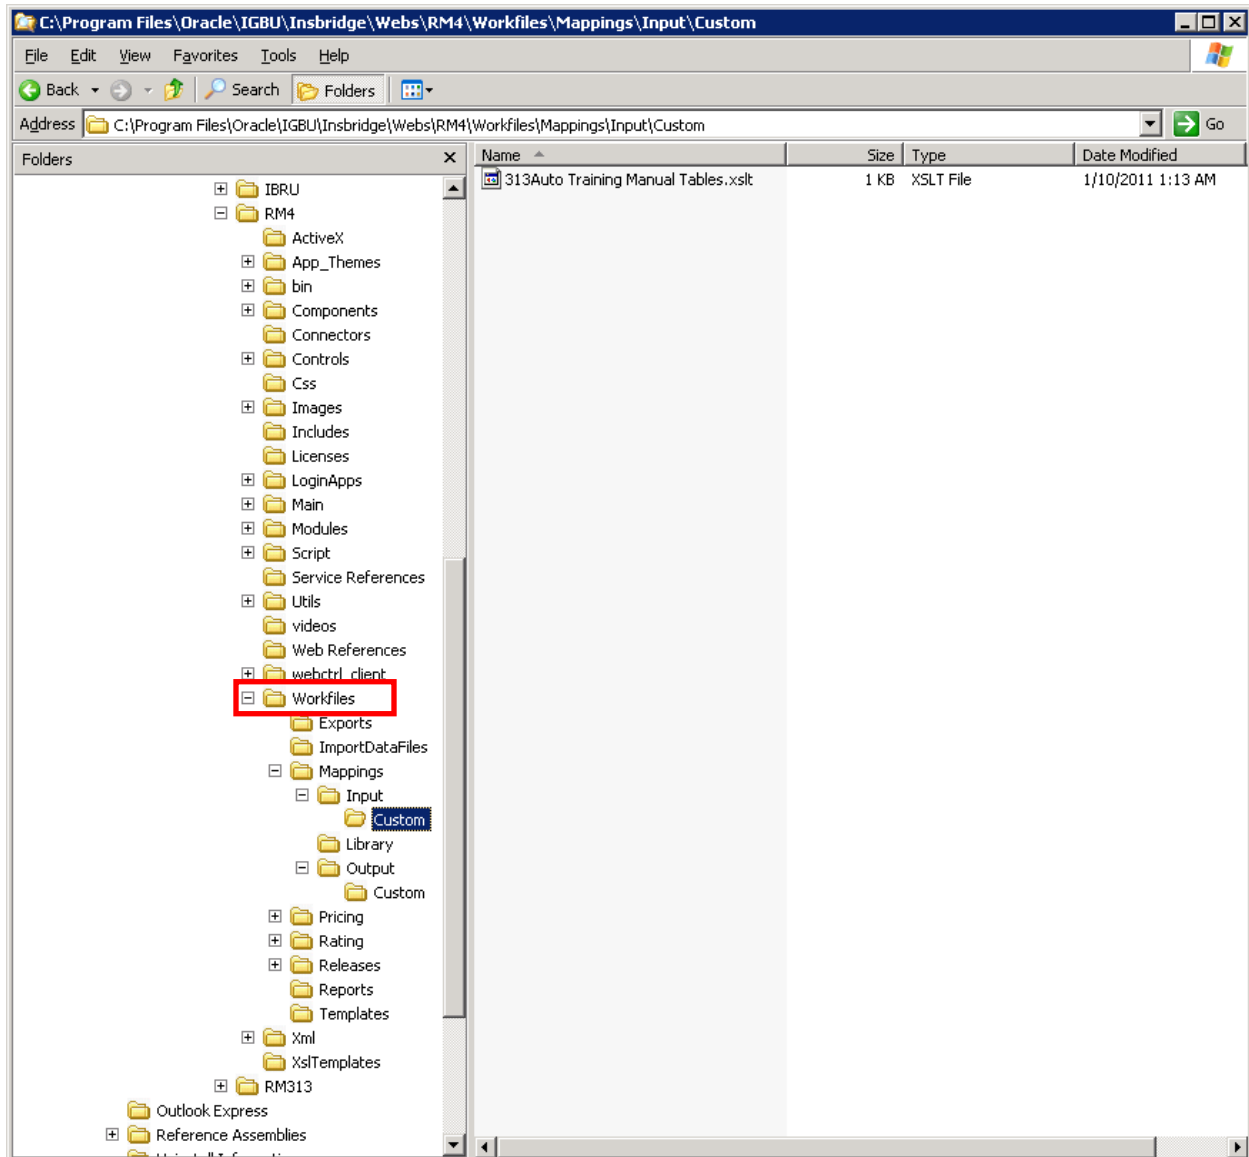 C:\Program Files\Oracle\IGBU\Insbridge\Webs\RM4\Workfiles\Mappings\Input\Custom
File Edit View Favorites Tools Help
Back Search Folders
Address C:\Program Files\Oracle\IGBU\Insbridge\Webs\RM4\Workfiles\Mappings\Input\Custom Go
Folders x Name Size Type Date Modified
313Auto Training Manual Tables.xslt 1 KB XSLT File 1/10/2011 1:13 AM
IBRU
RM4
ActiveX
App_Themes
bin
Components
Connectors
Controls
Css
Images
Includes
Licenses
LoginApps
Main
Modules
Script
Service References
Utils
videos
Web References
webctrl_client
Workfiles
Exports
ImportDataFiles
Mappings
Input
Custom
Library
Output
Custom
Pricing
Rating
Releases
Reports
Templates
Xml
XslTemplates
RM313
Outlook Express
Reference Assemblies